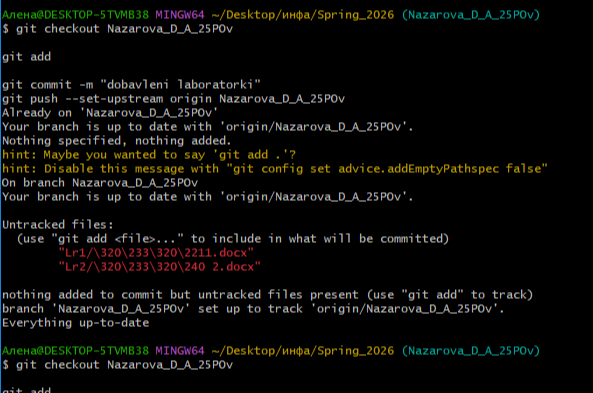 Алена@DESKTOP-5TVMB38 MINGW64 ~/Desktop/инфа/Spring_2026 (Nazarova_D_A_25POv)
$ git checkout Nazarova_D_A_25POv
git add
git commit -m "dobavleni laboratorki"
git push --set-upstream origin Nazarova_D_A_25POv
Already on 'Nazarova_D_A_25POv'
Your branch is up to date with 'origin/Nazarova_D_A_25POv'.
Nothing specified, nothing added.
hint: Maybe you wanted to say 'git add .'?
hint: Disable this message with "git config set advice.addEmptyPathspec false"
On branch Nazarova_D_A_25POv
Your branch is up to date with 'origin/Nazarova_D_A_25POv'.
Untracked files:
(use "git add <file>..." to include in what will be committed)
"Lr1/\320\233\320\2211.docx"
"Lr2/\320\233\320\240 2.docx"
nothing added to commit but untracked files present (use "git add" to track)
branch 'Nazarova_D_A_25POv' set up to track 'origin/Nazarova_D_A_25POv'.
Everything up-to-date
Алена@DESKTOP-5TVMB38 MINGW64 ~/Desktop/инфа/Spring_2026 (Nazarova_D_A_25POv)
$ git checkout Nazarova_D_A_25POv
git add